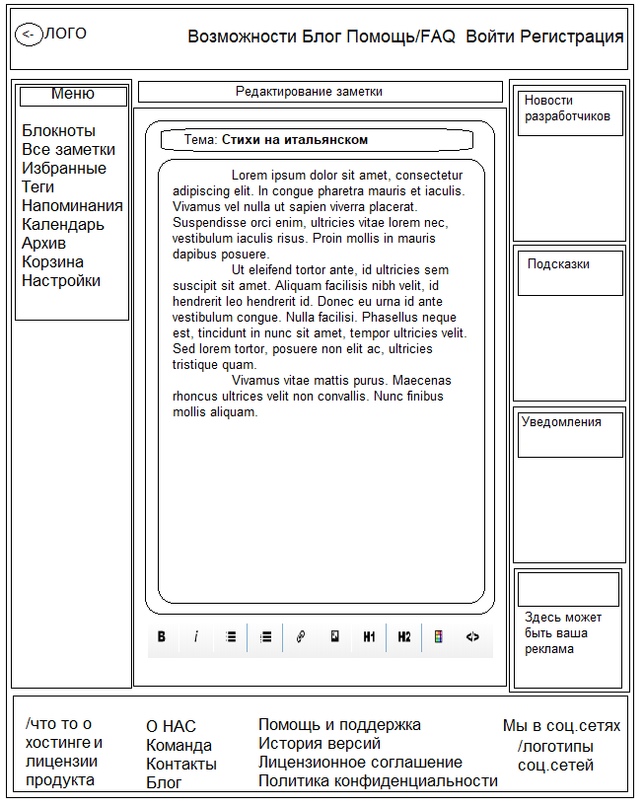 <- ЛОГО
Возможности Блог Помощь/FAQ Войти Регистрация
Меню
Блокноты
Все заметки
Избранные
Теги
Напоминания
Календарь
Архив
Корзина
Настройки
Редактирование заметки
Тема: Стихи на итальянском
Lorem ipsum dolor sit amet, consectetur
adipiscing elit. In congue pharetra mauris et iaculis.
Vivamus vel nulla ut sapien viverra placerat.
Suspendisse orci enim, ultricies vitae lorem nec,
vestibulum iaculis risus. Proin mollis in mauris
dapibus posuere.
Ut eleifend tortor ante, id ultricies sem
suscipit sit amet. Aliquam facilisis nibh velit, id
hendrerit leo hendrerit id. Donec eu urna id ante
vestibulum congue. Nulla facilisi. Phasellus neque
est, tincidunt in nunc sit amet, tempor ultricies velit.
Sed lorem tortor, posuere non elit ac, ultricies
tristique quam.
Vivamus vitae mattis purus. Maecenas
rhoncus ultrices velit non convallis. Nunc finibus
mollis aliquam.
B i H1 H2 </>
Новости
разработчиков
Подсказки
Уведомления
Здесь может
быть ваша
реклама
/что то о
хостинге и
лицензии
продукта
О НАС
Команда
Контакты
Блог
Помощь и поддержка
История версий
Лицензионное соглашение
Политика конфиденциальности
Мы в соц.сетях
/логотипы
соц.сетей